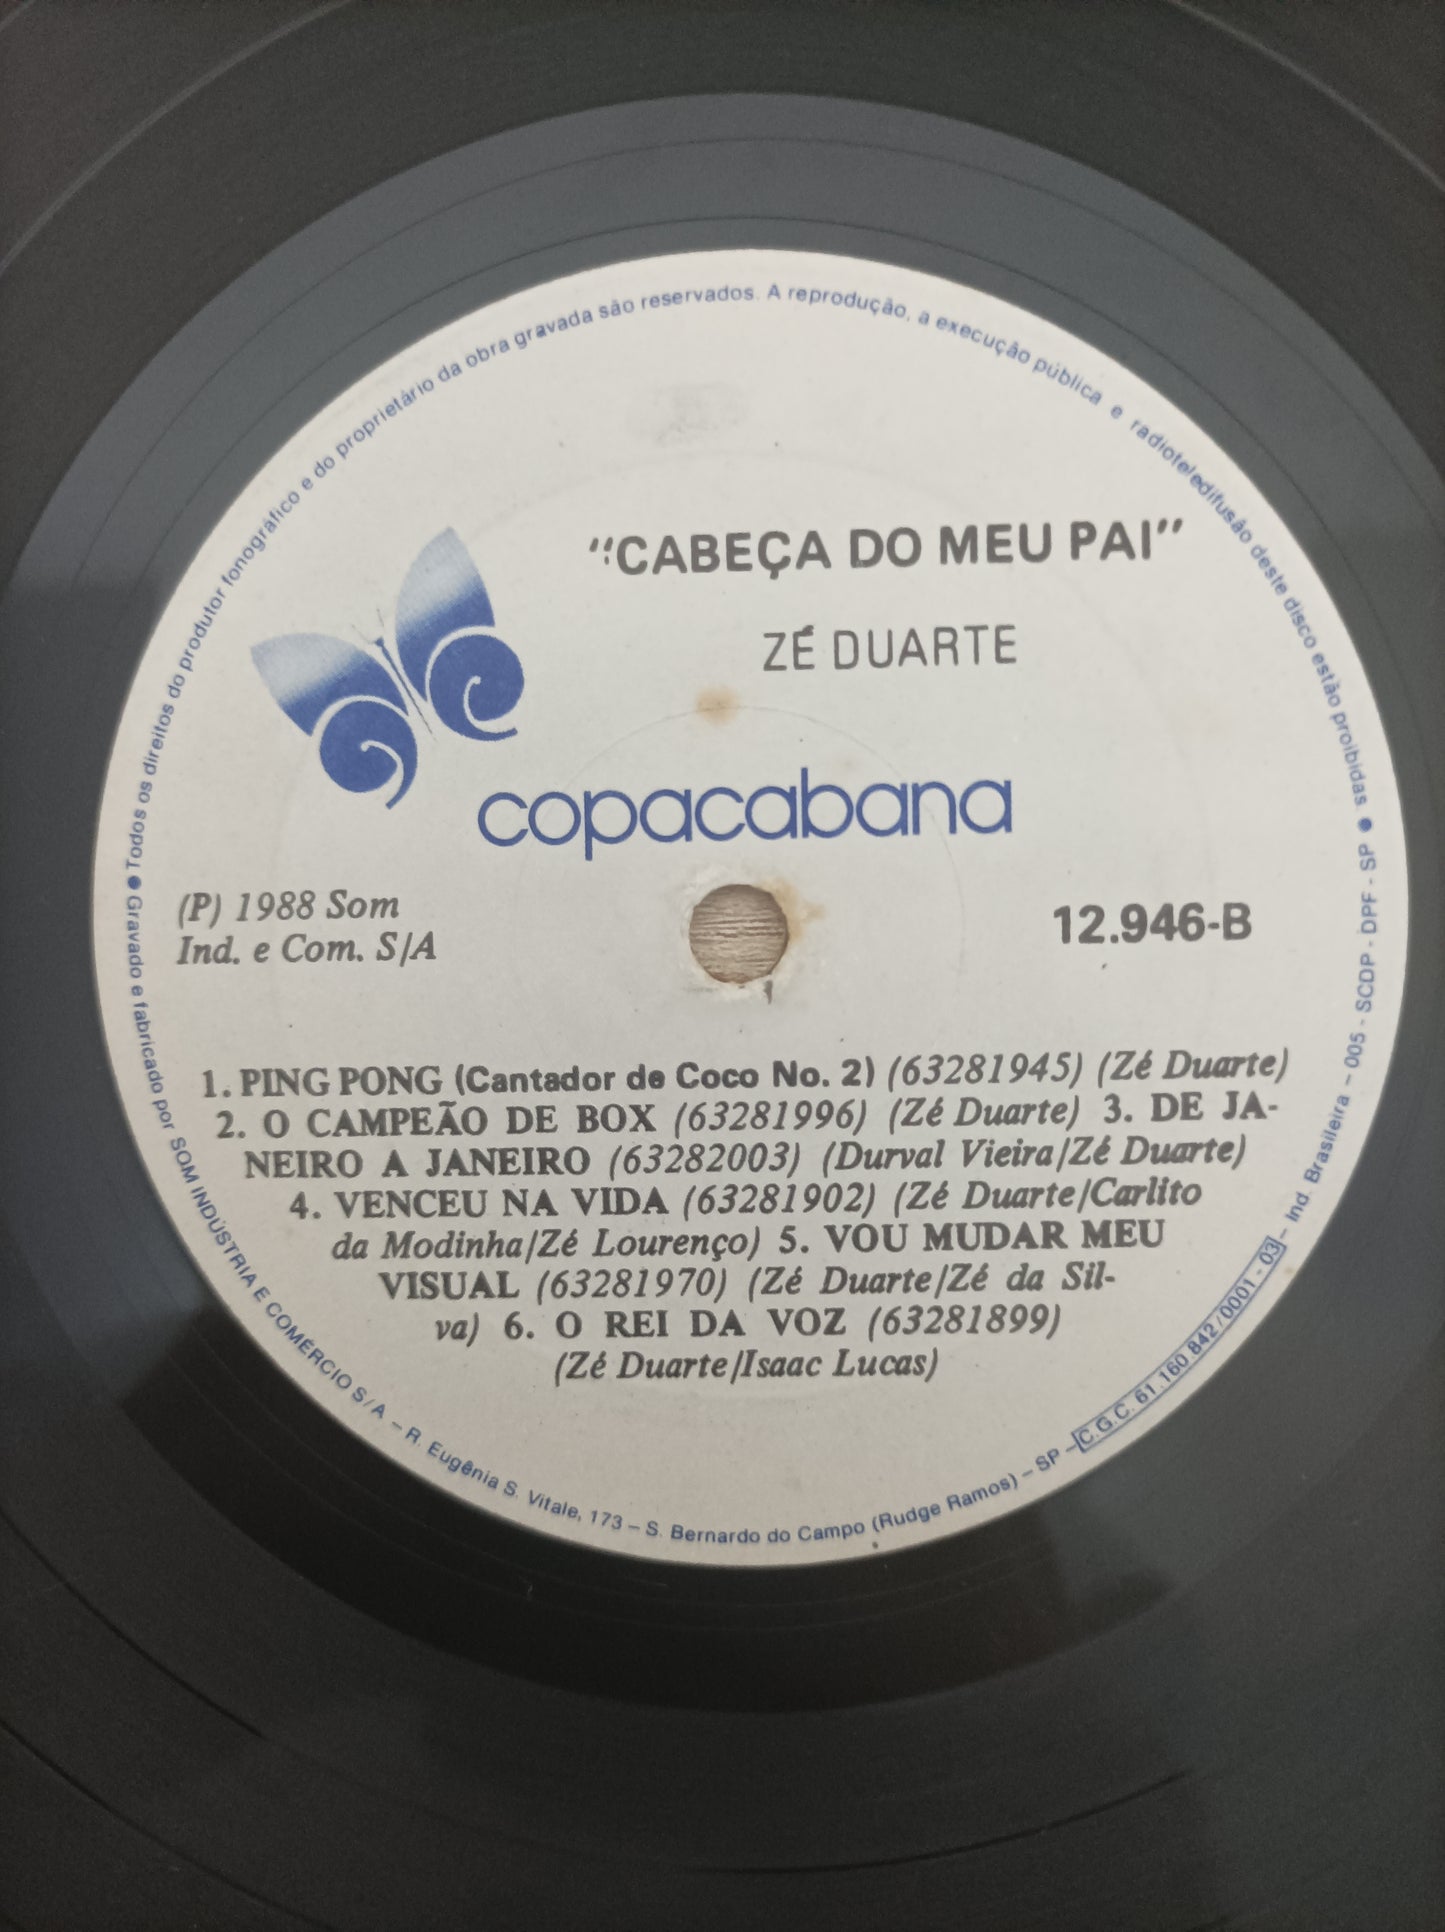 ● Todos os direitos do produtor fonográfico e do proprietário da obra gravada são reservados. A reprodução, a execução pública e radioteledifusão deste disco estão proibidas ●
"CABEÇA DO MEU PAI"
ZÉ DUARTE
copacabana
(P) 1988 Som
Ind. e Com. S/A
12.946-B
1. PING PONG (Cantador de Coco No. 2) (63281945) (Zé Duarte)
2. O CAMPEÃO DE BOX (63281996) (Zé Duarte) 3. DE JA-
NEIRO A JANEIRO (63282003) (Durval Vieira/Zé Duarte)
4. VENCEU NA VIDA (63281902) (Zé Duarte/Carlito
da Modinha/Zé Lourenço) 5. VOU MUDAR MEU
VISUAL (63281970) (Zé Duarte/Zé da Sil-
va) 6. O REI DA VOZ (63281899)
(Zé Duarte/Isaac Lucas)
Gravado e fabricado por SOM INDÚSTRIA E COMÉRCIO S/A – R. Eugênia S. Vitale, 173 – S. Bernardo do Campo (Rudge Ramos) – SP – C.G.C. 61.160.842/0001-03 – Ind. Brasileira – 005 - SCDP - DPF - SP